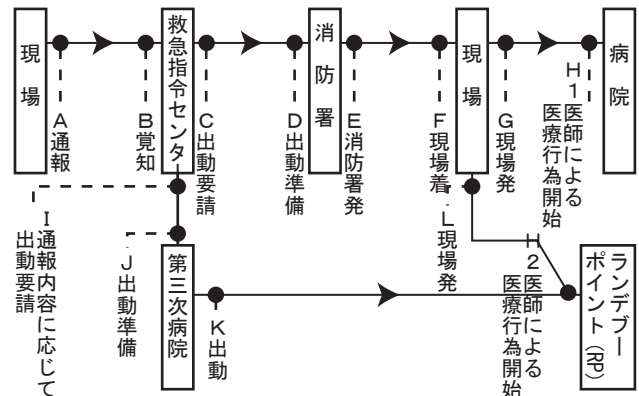 現場
A通報
B覚知
救急指令センタ
C出動要請
D出動準備
消防署
E消防署発
F現場着
現場
G現場発
H1医師による
医療行為開始
病院
I通報内容に応じて
出動要請
J出動準備
第三次病院
K出動
L現場発
H2医師による
医療行為開始
ランデブー
ポイント(RP)